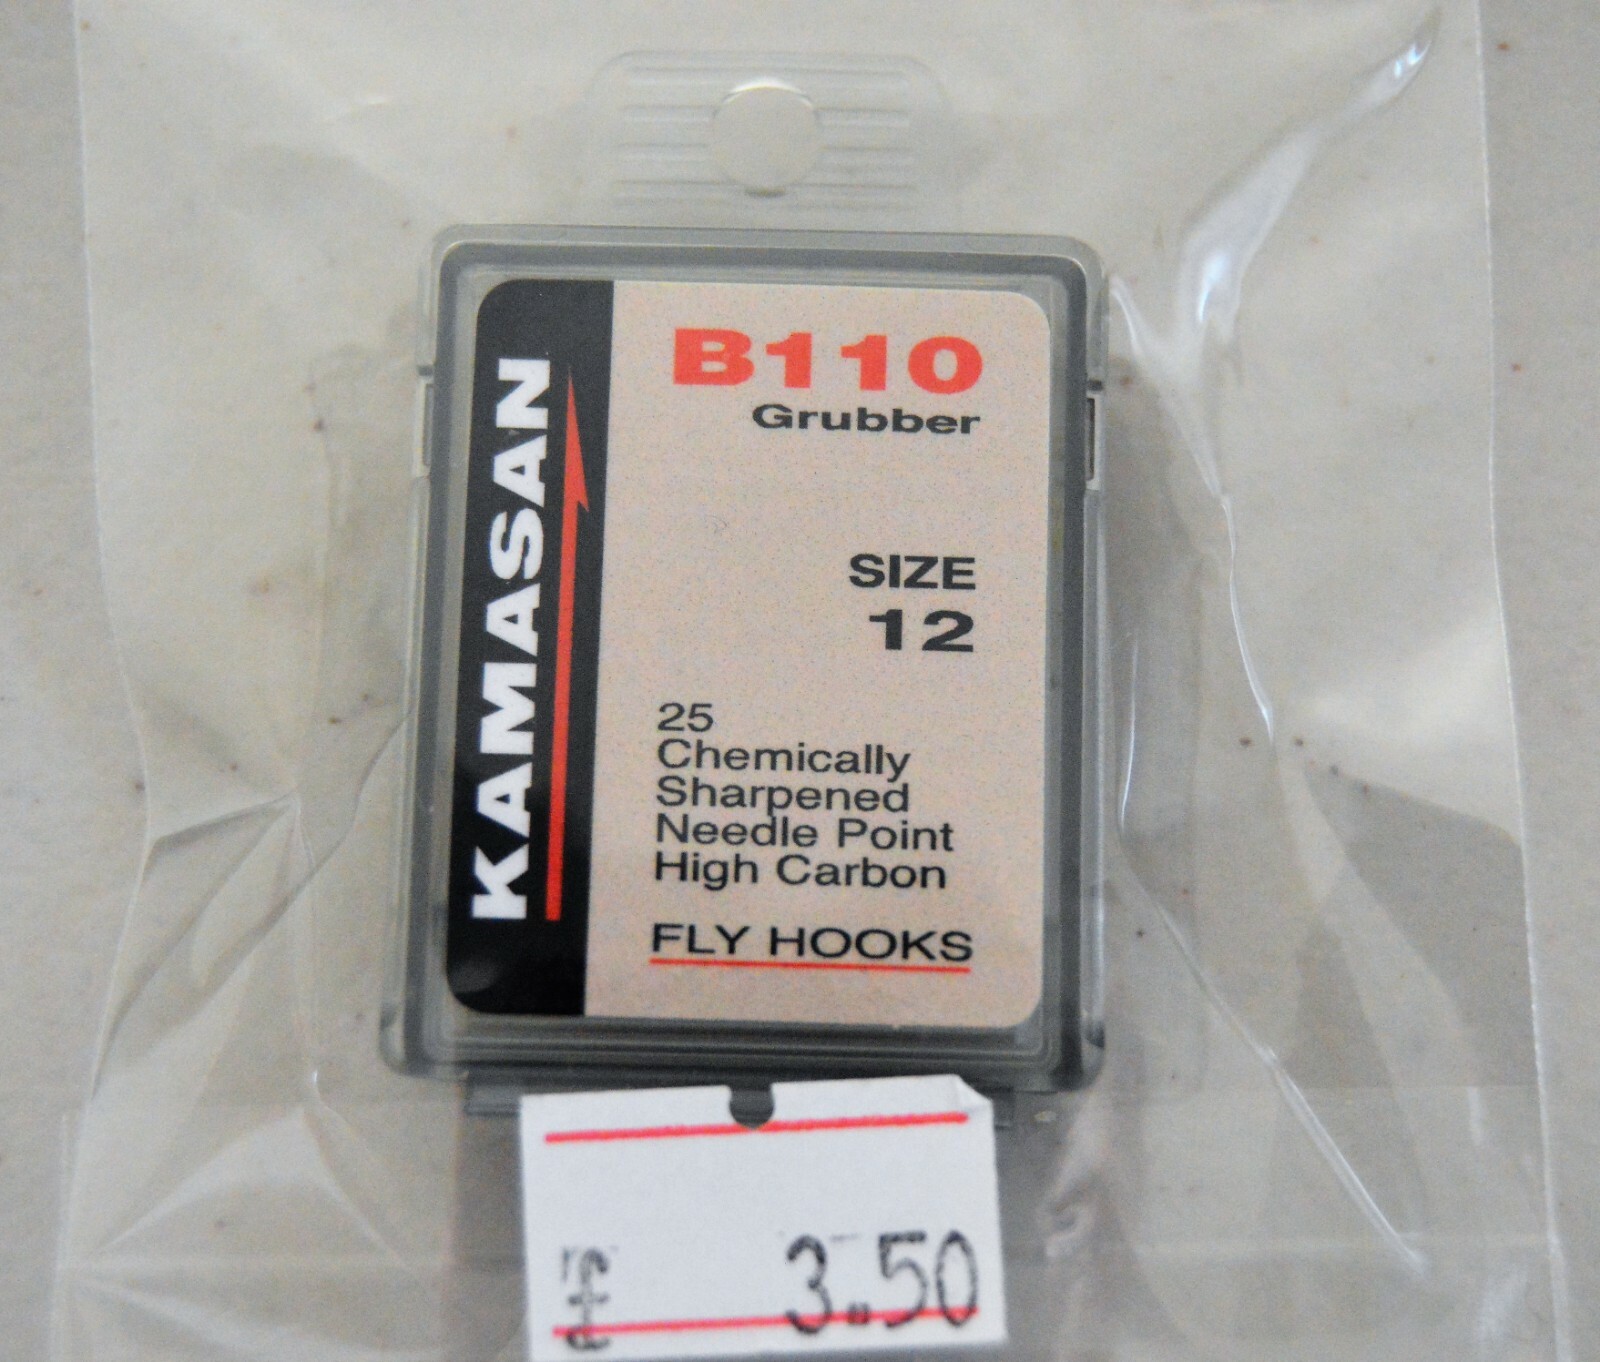 KAMASAN
B110
Grubber
SIZE
12
25
Chemically
Sharpened
Needle Point
High Carbon
FLY HOOKS
£ 3.50